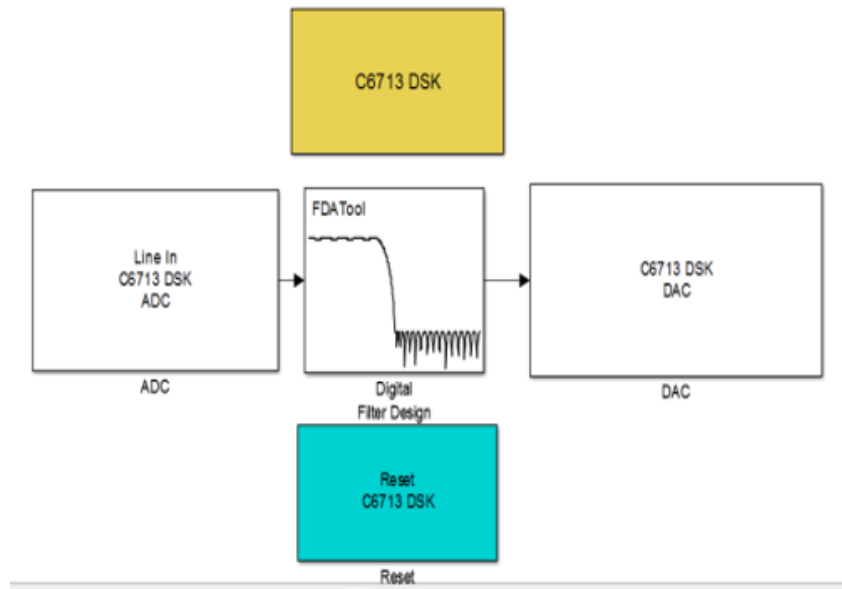 C6713 DSK
Line In
C6713 DSK
ADC
ADC
FDATool
Digital
Filter Design
C6713 DSK
DAC
DAC
Reset
C6713 DSK
Reset